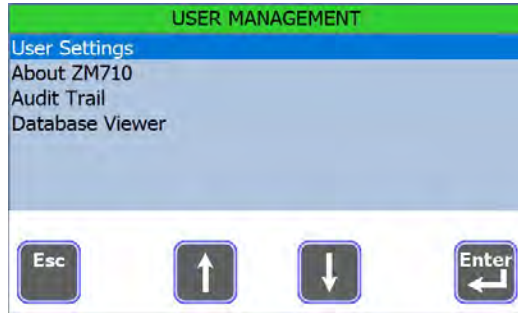 USER MANAGEMENT
User Settings
About ZM710
Audit Trail
Database Viewer
Esc
Enter